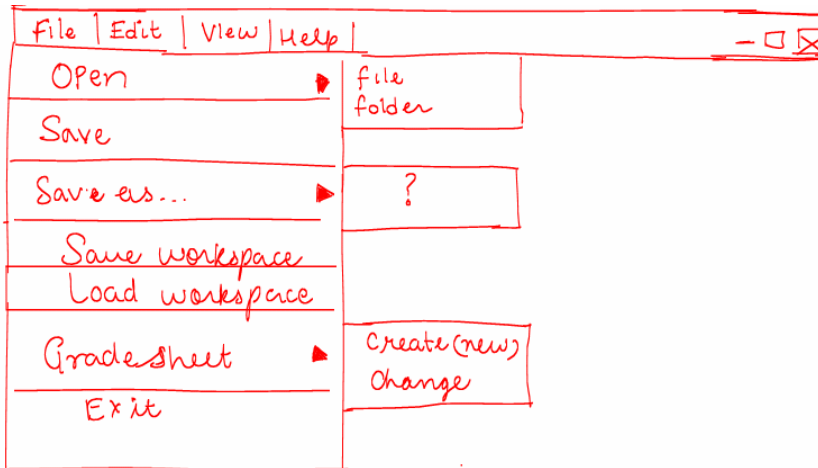 File Edit View Help
Open
file
folder
Save
Save as...
?
Save workspace
Load workspace
Gradesheet
Create(new)
Change
Exit